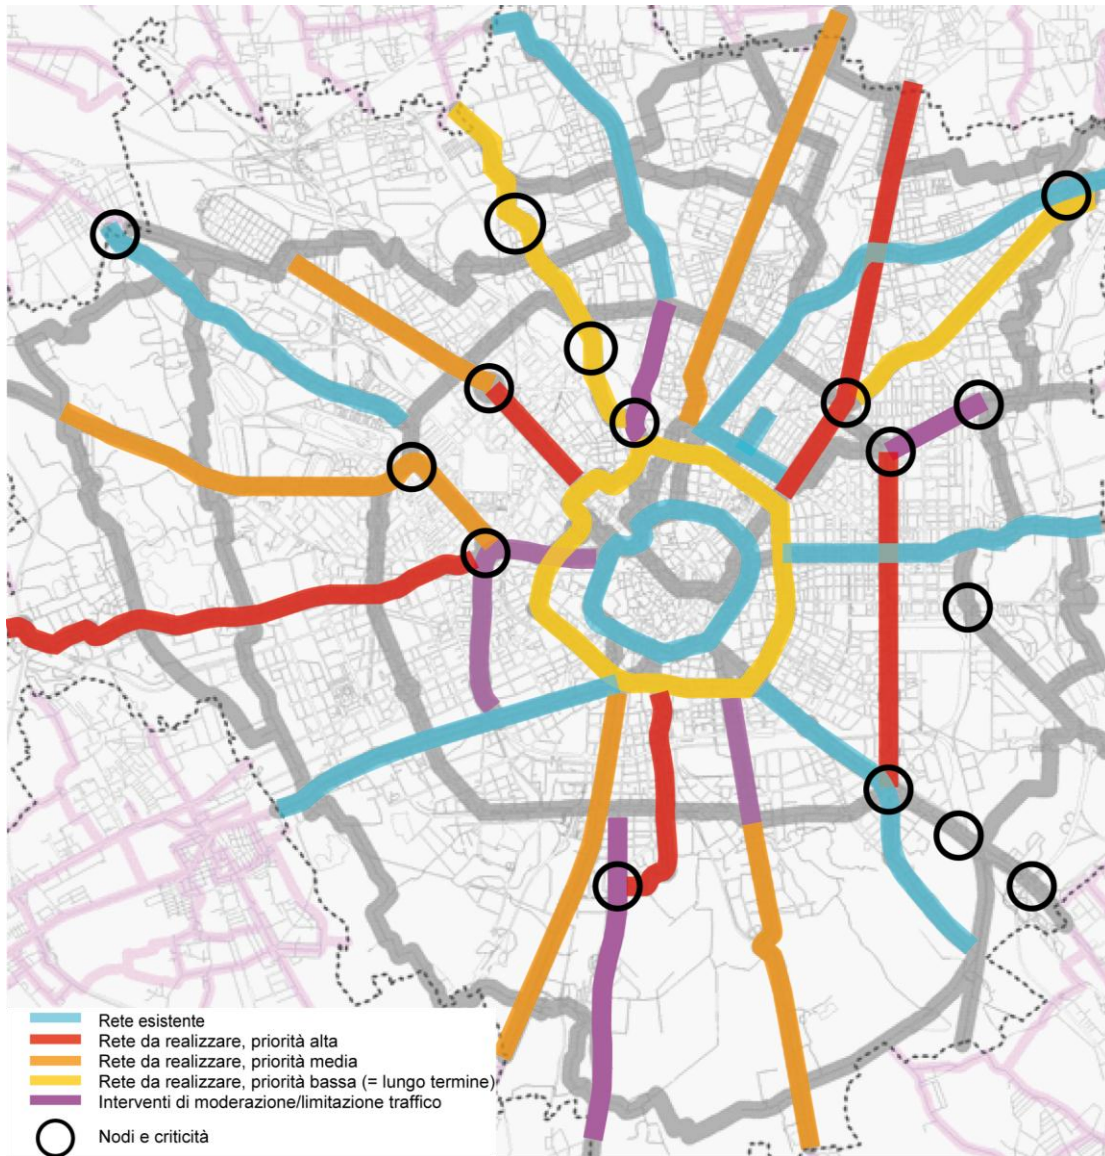 Rete esistente
Rete da realizzare, priorità alta
Rete da realizzare, priorità media
Rete da realizzare, priorità bassa (= lungo termine)
Interventi di moderazione/limitazione traffico
Nodi e criticità